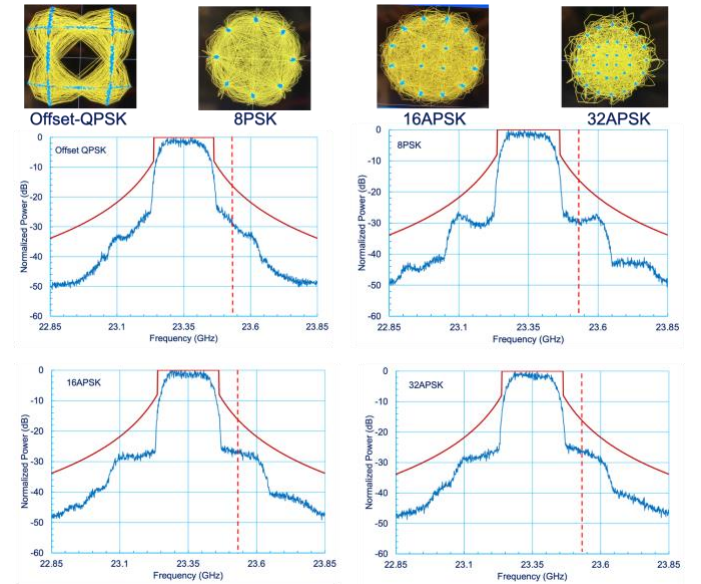 Offset-QPSK 8PSK 16APSK 32APSK
Offset QPSK
Normalized Power (dB)
0
-10
-20
-30
-40
-50
-60
22.85 23.1 23.35 23.6 23.85
Frequency (GHz)
8PSK
Normalized Power (dB)
0
-10
-20
-30
-40
-50
-60
22.85 23.1 23.35 23.6 23.85
Frequency (GHz)
16APSK
Normalized Power (dB)
0
-10
-20
-30
-40
-50
-60
22.85 23.1 23.35 23.6 23.85
Frequency (GHz)
32APSK
Normalized Power (dB)
0
-10
-20
-30
-40
-50
-60
22.85 23.1 23.35 23.6 23.85
Frequency (GHz)